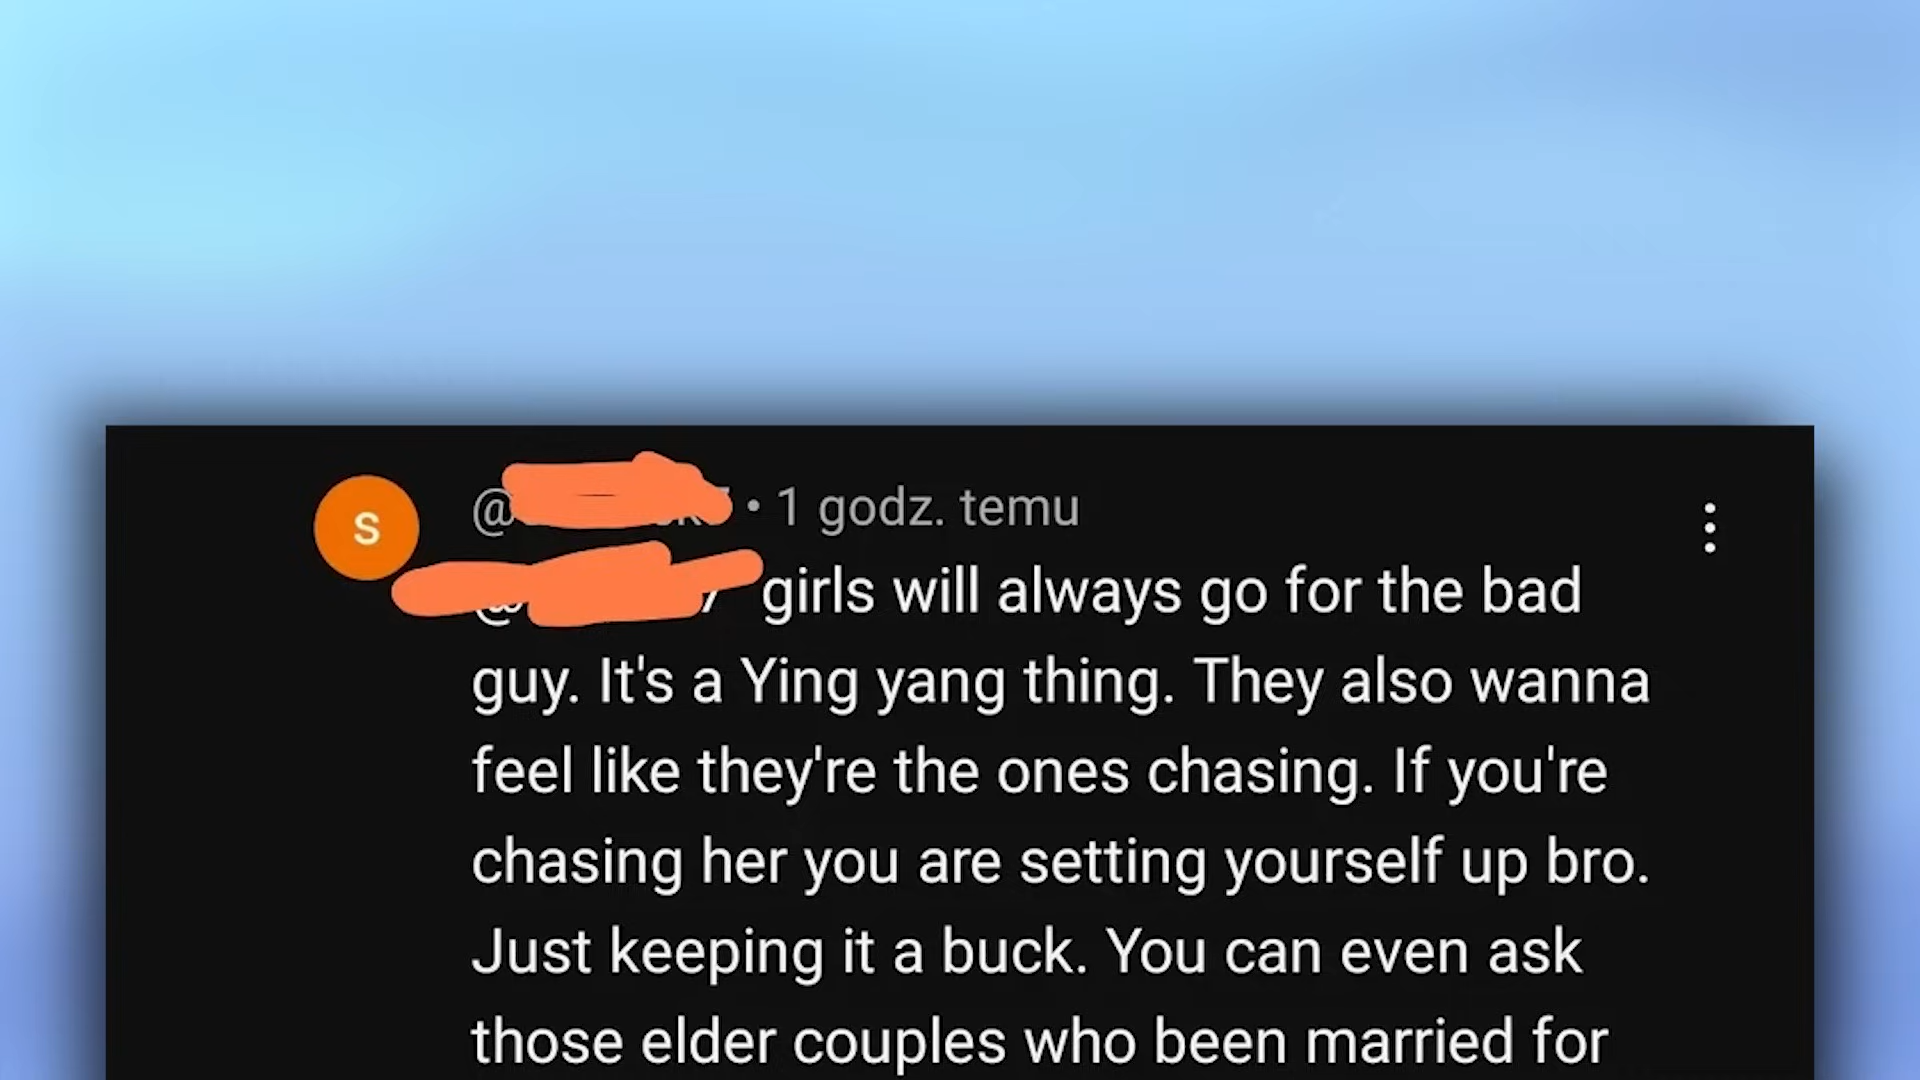 S
@ • 1 godz. temu
@ girls will always go for the bad
guy. It's a Ying yang thing. They also wanna
feel like they're the ones chasing. If you're
chasing her you are setting yourself up bro.
Just keeping it a buck. You can even ask
those elder couples who been married for